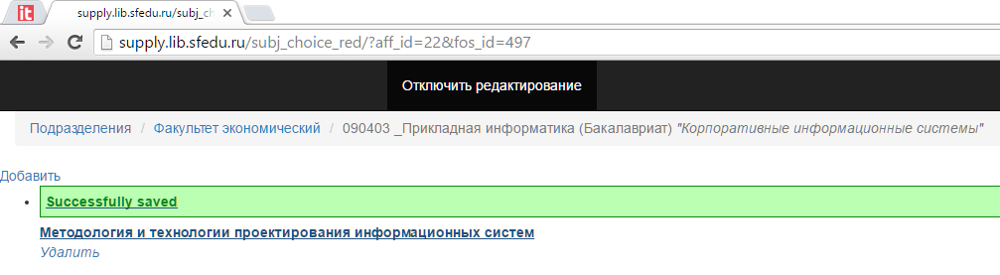 it
supply.lib.sfedu.ru/subj_ch
supply.lib.sfedu.ru/subj_choice_red/?aff_id=22&fos_id=497
Отключить редактирование
Подразделения / Факультет экономический / 090403 _Прикладная информатика (Бакалавриат) "Корпоративные информационные системы"
Добавить
Successfully saved
Методология и технологии проектирования информационных систем
Удалить